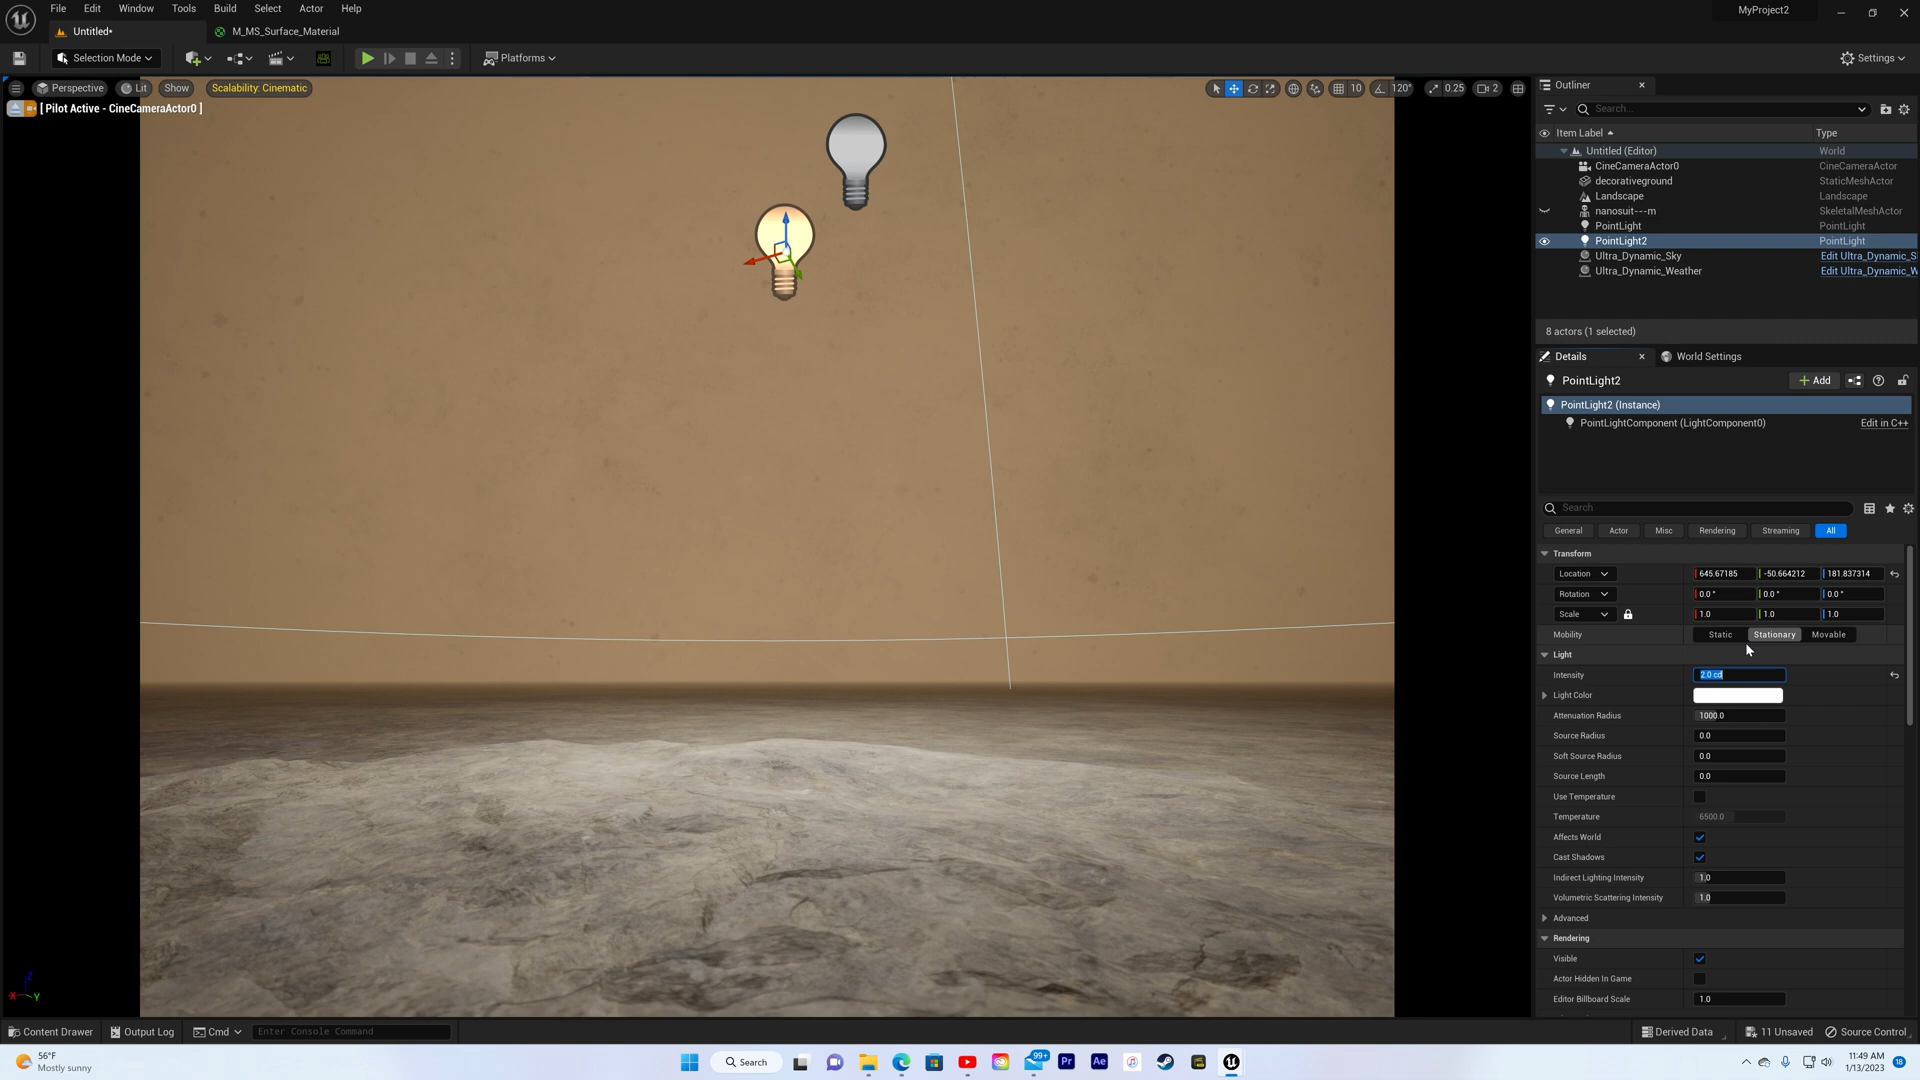 File Edit Window Tools Build Select Actor Help
MyProject2
Untitled*
M_MS_Surface_Material
Selection Mode
Platforms
Settings
Perspective Lit Show Scalability: Cinematic
10 120° 0.25 2
[ Pilot Active - CineCameraActor0 ]
Outliner
Search...
Item Label Type
Untitled (Editor) World
CineCameraActor0 CineCameraActor
decorativeground StaticMeshActor
Landscape Landscape
nanosuit---m SkeletalMeshActor
PointLight PointLight
PointLight2 PointLight
Ultra_Dynamic_Sky Edit Ultra_Dynamic_S
Ultra_Dynamic_Weather Edit Ultra_Dynamic_W
8 actors (1 selected)
Details World Settings
PointLight2 Add
PointLight2 (Instance)
PointLightComponent (LightComponent0) Edit in C++
Search
General Actor Misc Rendering Streaming All
Transform
Location 645.67185 -50.664212 181.837314
Rotation 0.0 ° 0.0 ° 0.0 °
Scale 1.0 1.0 1.0
Mobility Static Stationary Movable
Light
Intensity 2.0 cd
Light Color
Attenuation Radius 1000.0
Source Radius 0.0
Soft Source Radius 0.0
Source Length 0.0
Use Temperature
Temperature 6500.0
Affects World
Cast Shadows
Indirect Lighting Intensity 1.0
Volumetric Scattering Intensity 1.0
Advanced
Rendering
Visible
Actor Hidden In Game
Editor Billboard Scale 1.0
Z
X Y
Content Drawer Output Log Cmd Enter Console Command Derived Data 11 Unsaved Source Control
56°F
Mostly sunny
Search
99+
Pr Ae
11:49 AM
1/13/2023
18